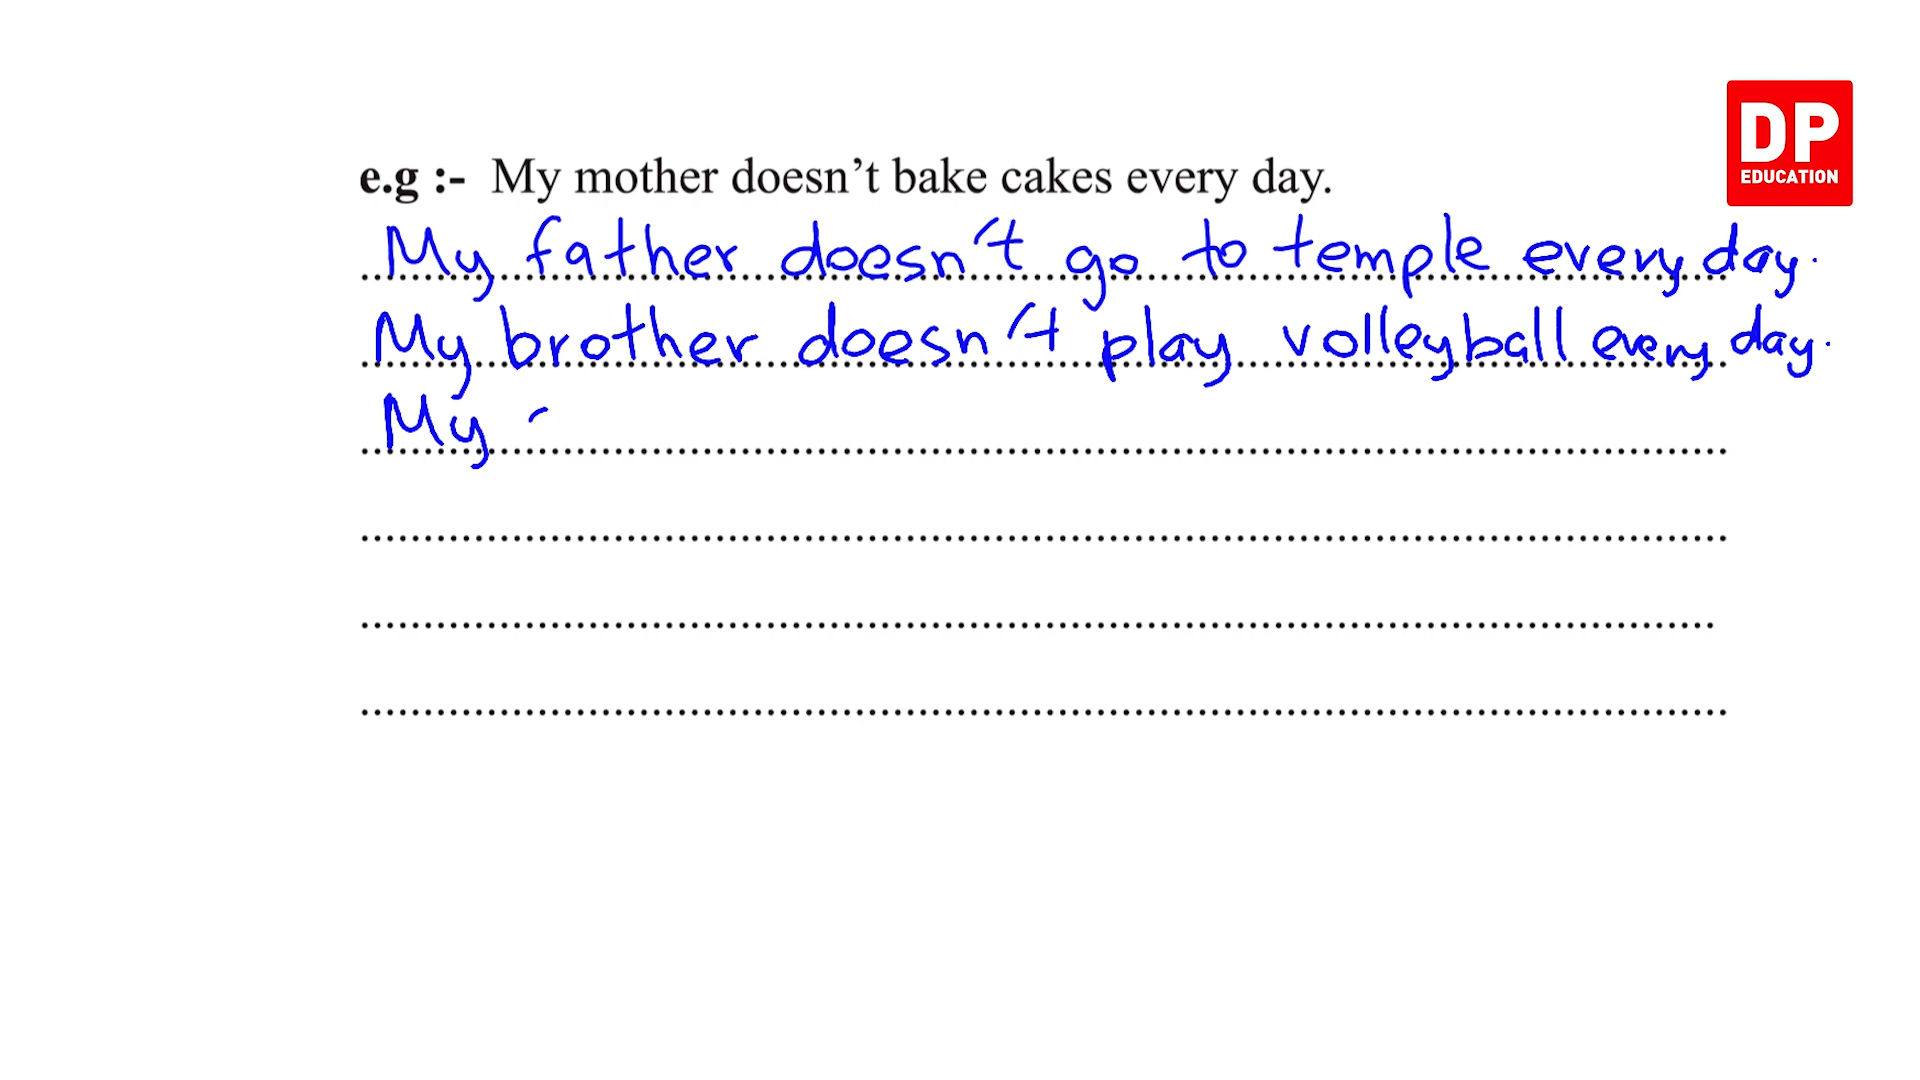 DP
EDUCATION
e.g :- My mother doesn’t bake cakes every day.
My father doesn't go to temple every day.
My brother doesn't play volleyball every day.
My